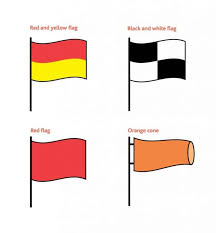 Red and yellow flag
Black and white flag
Red flag
Orange cone